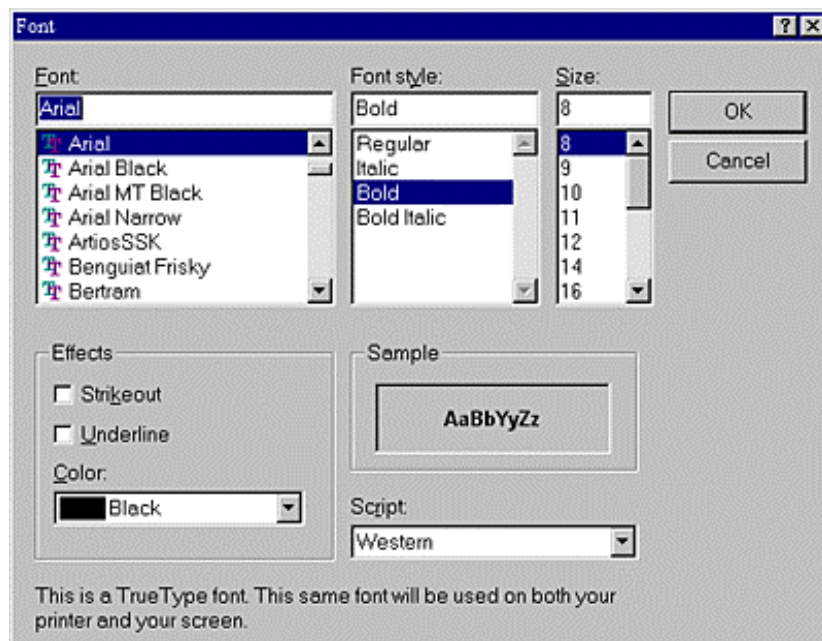 Font
Font:
Arial
Arial
Arial Black
Arial MT Black
Arial Narrow
ArtiosSSK
Benguiat Frisky
Bertram
Font style:
Bold
Regular
Italic
Bold
Bold Italic
Size:
8
8
9
10
11
12
14
16
OK
Cancel
Effects
Strikeout
Underline
Color:
Black
Sample
AaBbYyZz
Script:
Western
This is a TrueType font. This same font will be used on both your
printer and your screen.